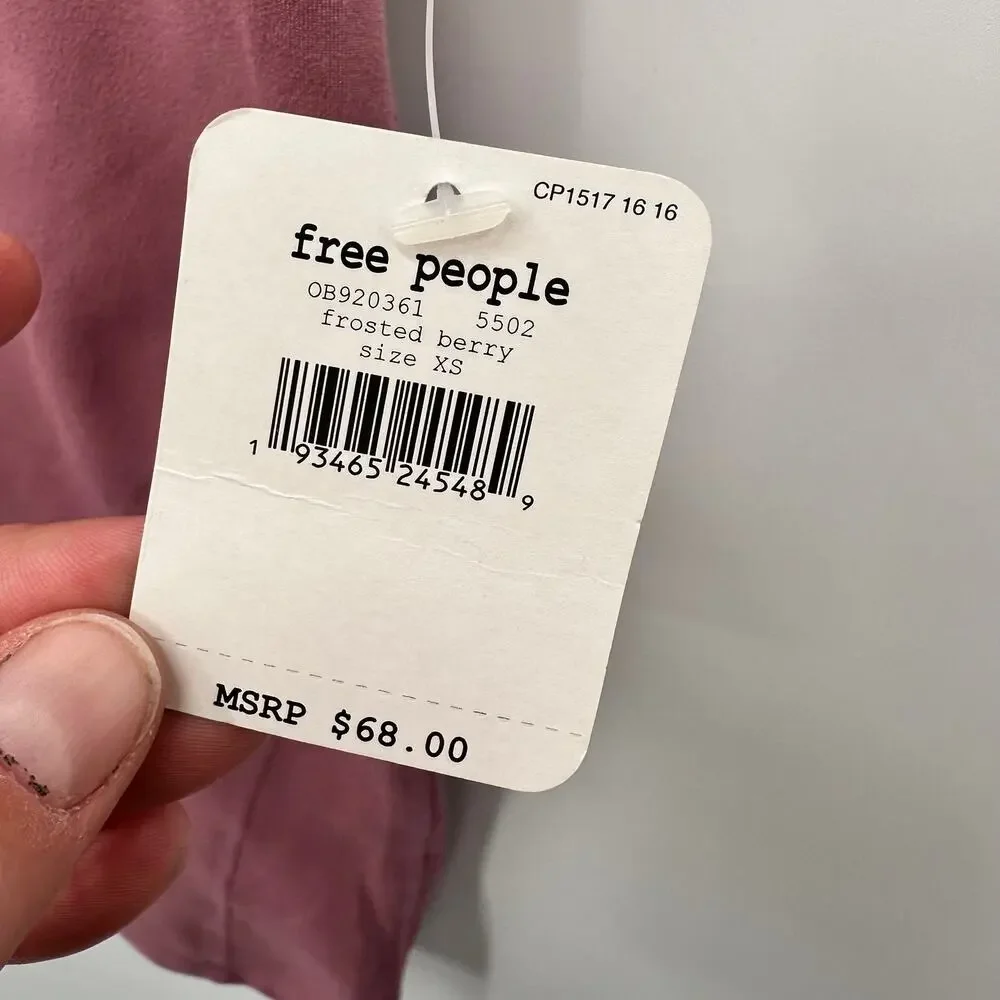 CP1517 16 16
free people
OB920361 5502
frosted berry
size XS
1 93465 24548 9
MSRP $68.00